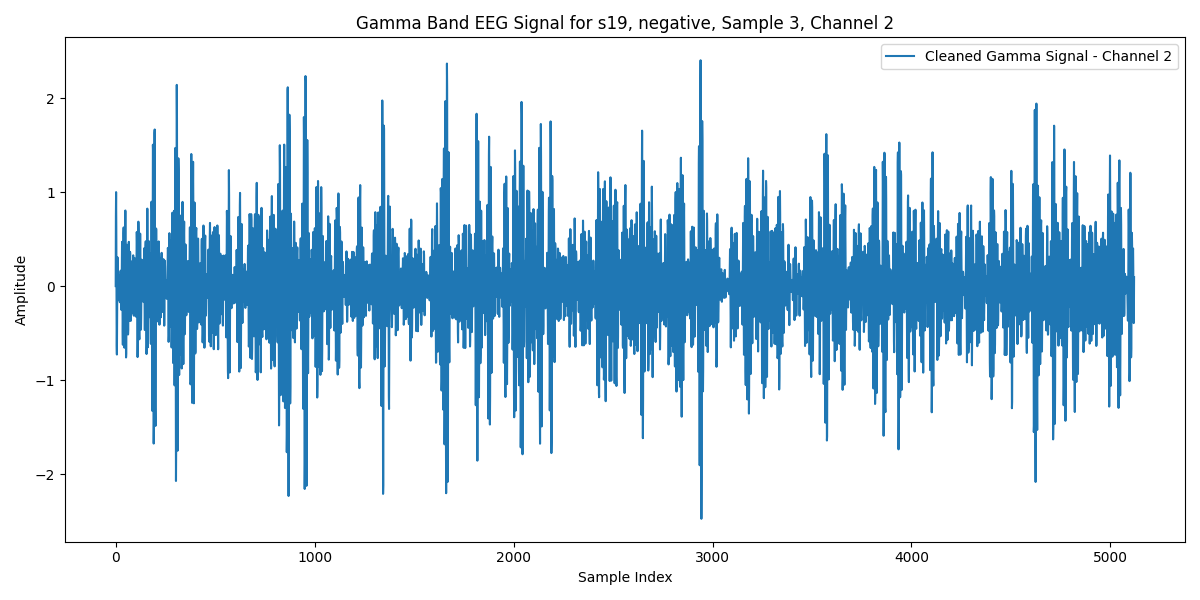 Gamma Band EEG Signal for s19, negative, Sample 3, Channel 2
Cleaned Gamma Signal - Channel 2
Amplitude
2
1
0
−1
−2
0 1000 2000 3000 4000 5000
Sample Index